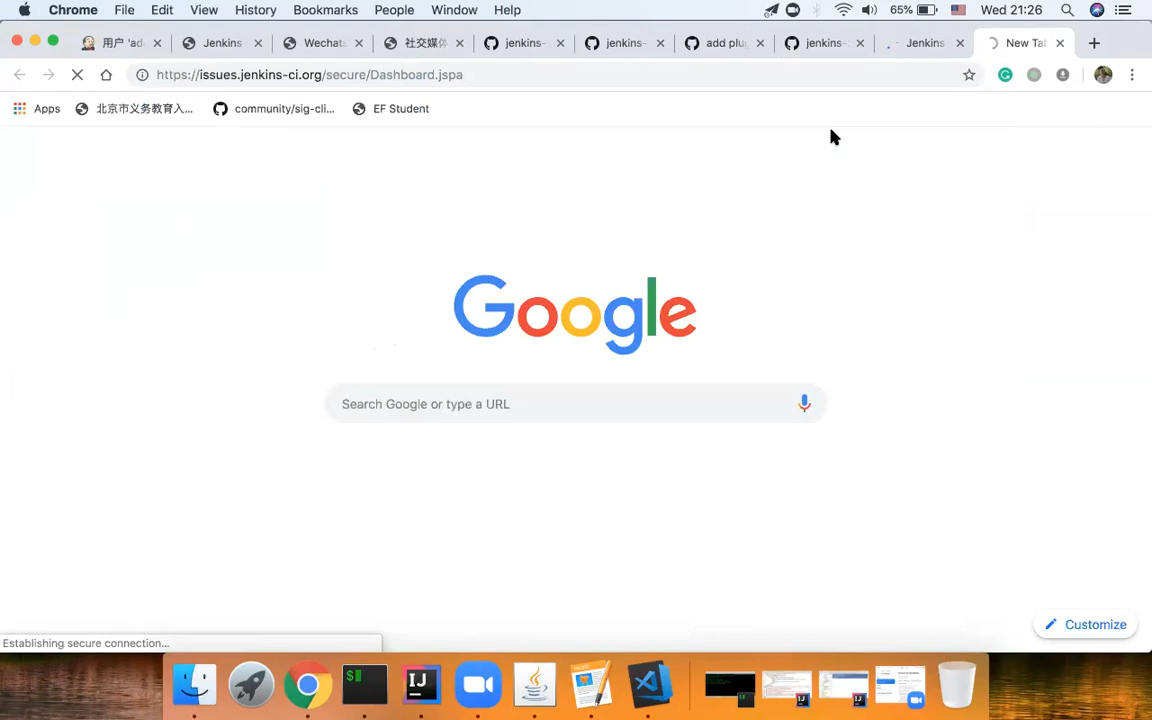 Chrome File Edit View History Bookmarks People Window Help 65% Wed 21:26
用户 'ad Jenkins Wechat 社交媒体 jenkins- jenkins- add plu jenkins- Jenkins New Tab
https://issues.jenkins-ci.org/secure/Dashboard.jspa
Apps 北京市义务教育入... community/sig-cli... EF Student
Google
Search Google or type a URL
Customize
Establishing secure connection...
$
IJ